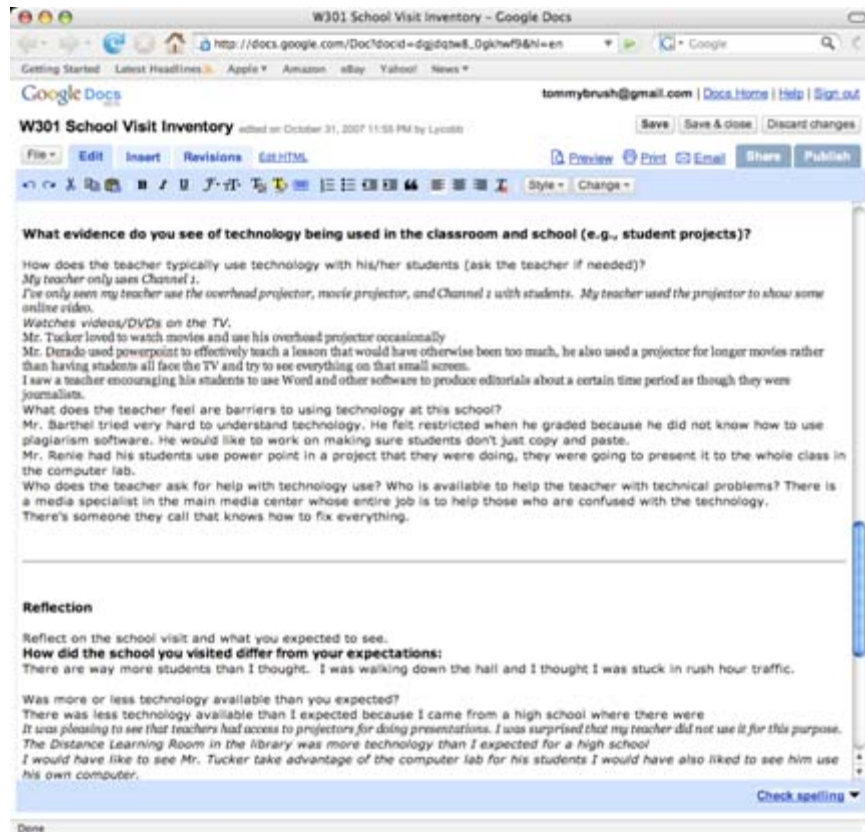 W301 School Visit Inventory - Google Docs
http://docs.google.com/Doc?docid=dgjdqtw8_0gkhwf9&hl=en
Google
Getting Started Latest Headlines Apple Amazon eBay Yahoo! News
Google Docs
tommybrush@gmail.com | Docs Home | Help | Sign out
W301 School Visit Inventory edited on October 31, 2007 11:58 PM by Lycobb
Save Save & close Discard changes
File Edit Insert Revisions Edit HTML Preview Print Email Share Publish
B I U Style Change
What evidence do you see of technology being used in the classroom and school (e.g., student projects)?
How does the teacher typically use technology with his/her students (ask the teacher if needed)?
My teacher only uses Channel 1.
I've only seen my teacher use the overhead projector, movie projector, and Channel 1 with students. My teacher used the projector to show some
online video.
Watches videos/DVDs on the TV.
Mr. Tucker loved to watch movies and use his overhead projector occasionally
Mr. Derado used powerpoint to effectively teach a lesson that would have otherwise been too much, he also used a projector for longer movies rather
than having students all face the TV and try to see everything on that small screen.
I saw a teacher encouraging his students to use Word and other software to produce editorials about a certain time period as though they were
journalists.
What does the teacher feel are barriers to using technology at this school?
Mr. Barthel tried very hard to understand technology. He felt restricted when he graded because he did not know how to use
plagiarism software. He would like to work on making sure students don't just copy and paste.
Mr. Renie had his students use power point in a project that they were doing, they were going to present it to the whole class in
the computer lab.
Who does the teacher ask for help with technology use? Who is available to help the teacher with technical problems? There is
a media specialist in the main media center whose entire job is to help those who are confused with the technology.
There's someone they call that knows how to fix everything.
Reflection
Reflect on the school visit and what you expected to see.
How did the school you visited differ from your expectations:
There are way more students than I thought. I was walking down the hall and I thought I was stuck in rush hour traffic.
Was more or less technology available than you expected?
There was less technology available than I expected because I came from a high school where there were
It was pleasing to see that teachers had access to projectors for doing presentations. I was surprised that my teacher did not use it for this purpose.
The Distance Learning Room in the library was more technology than I expected for a high school
I would have like to see Mr. Tucker take advantage of the computer lab for his students I would have also liked to see him use
his own computer.
Check spelling
Done